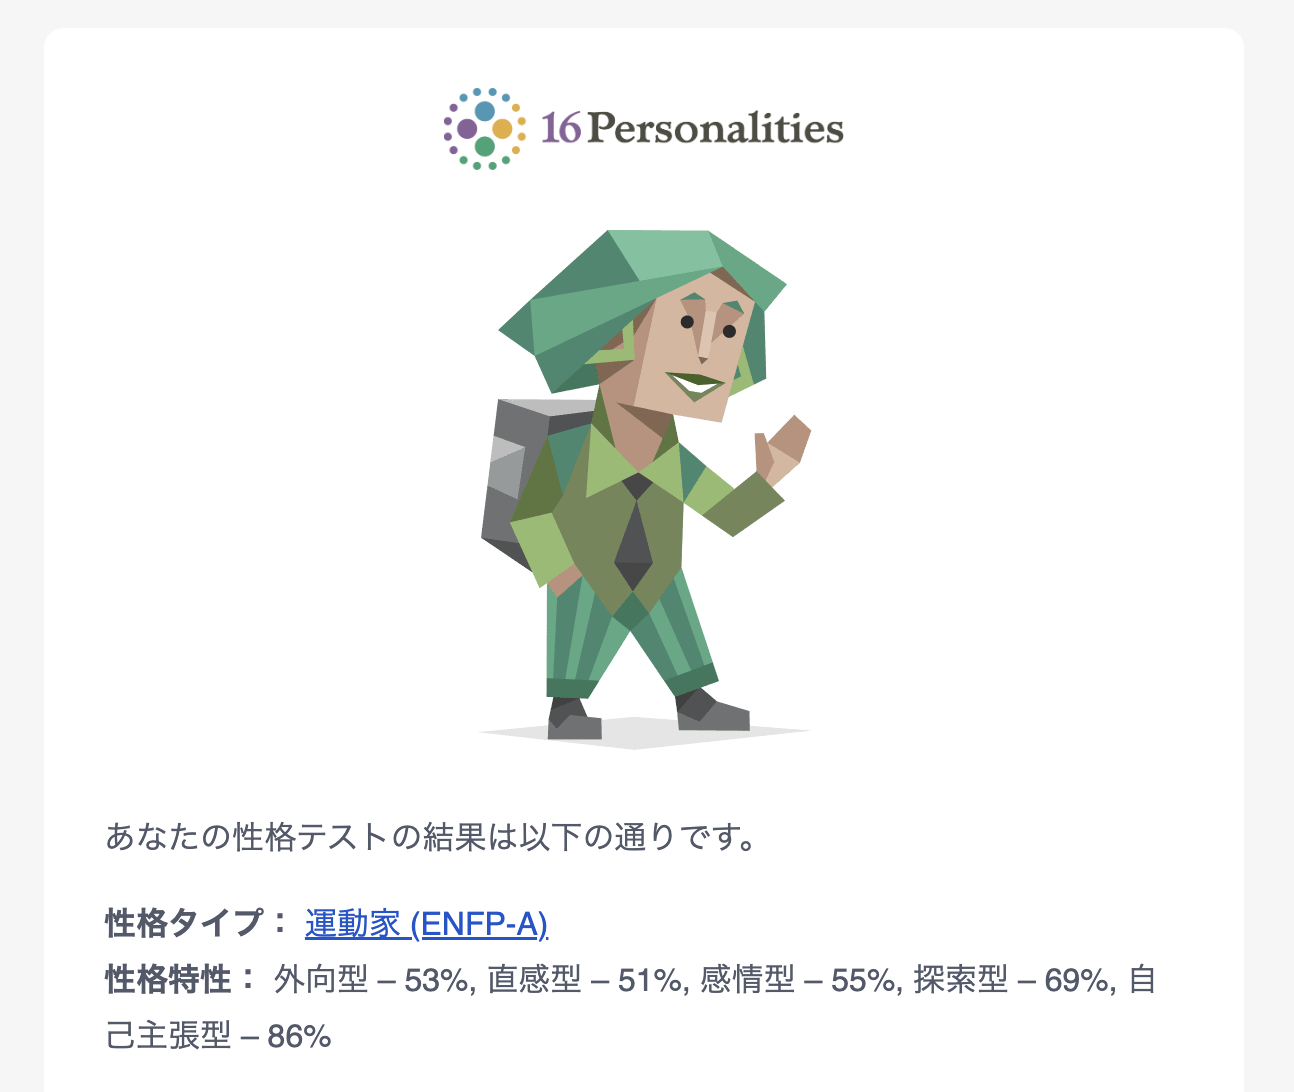 16Personalities
あなたの性格テストの結果は以下の通りです。
性格タイプ： 運動家 (ENFP-A)
性格特性： 外向型 – 53%, 直感型 – 51%, 感情型 – 55%, 探索型 – 69%, 自
己主張型 – 86%